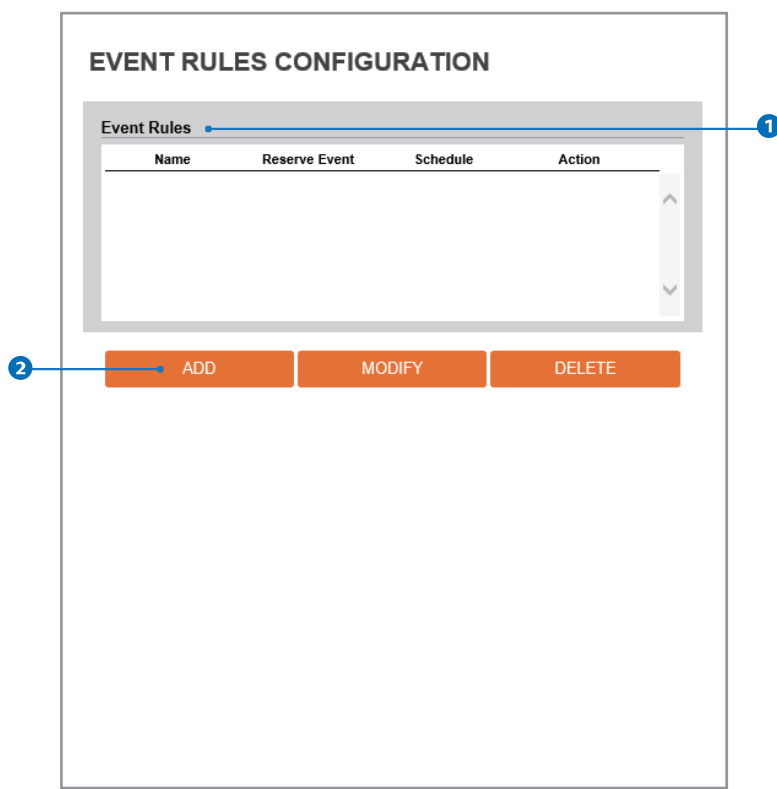 EVENT RULES CONFIGURATION
Event Rules 1
Name Reserve Event Schedule Action
2 ADD MODIFY DELETE